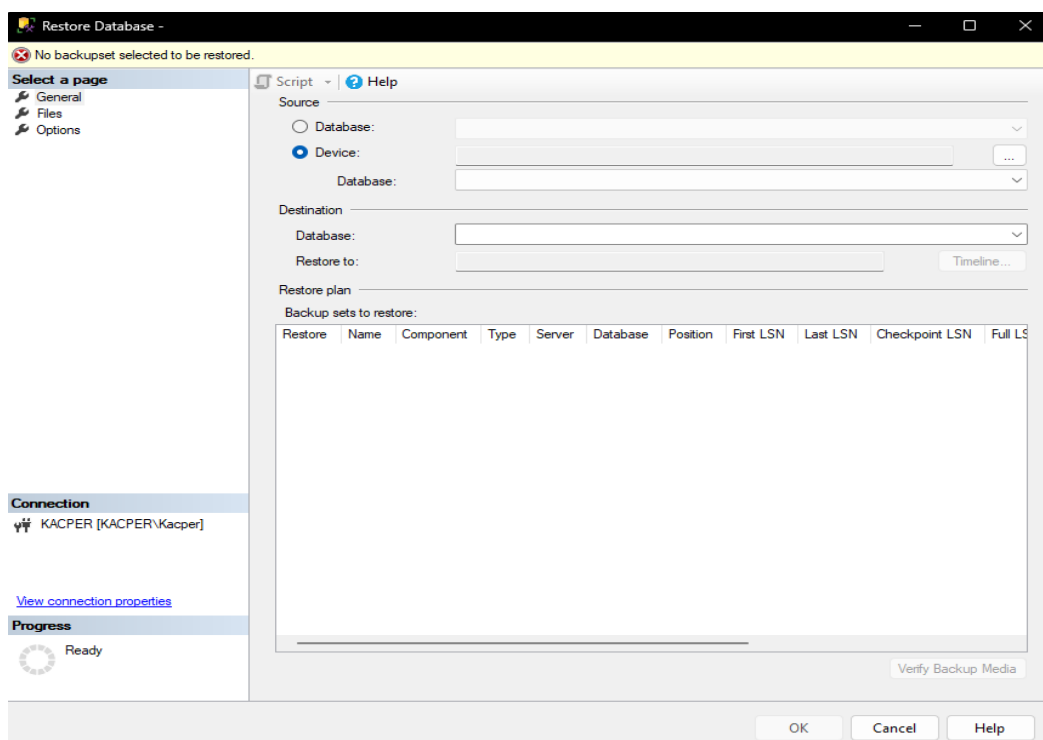 Restore Database -
No backupset selected to be restored.
Select a page
General
Files
Options
Script
Help
Source
Database:
Device:
...
Database:
Destination
Database:
Restore to:
Timeline...
Restore plan
Backup sets to restore:
Restore Name Component Type Server Database Position First LSN Last LSN Checkpoint LSN Full LS
Connection
KACPER [KACPER\Kacper]
View connection properties
Progress
Ready
Verify Backup Media
OK Cancel Help